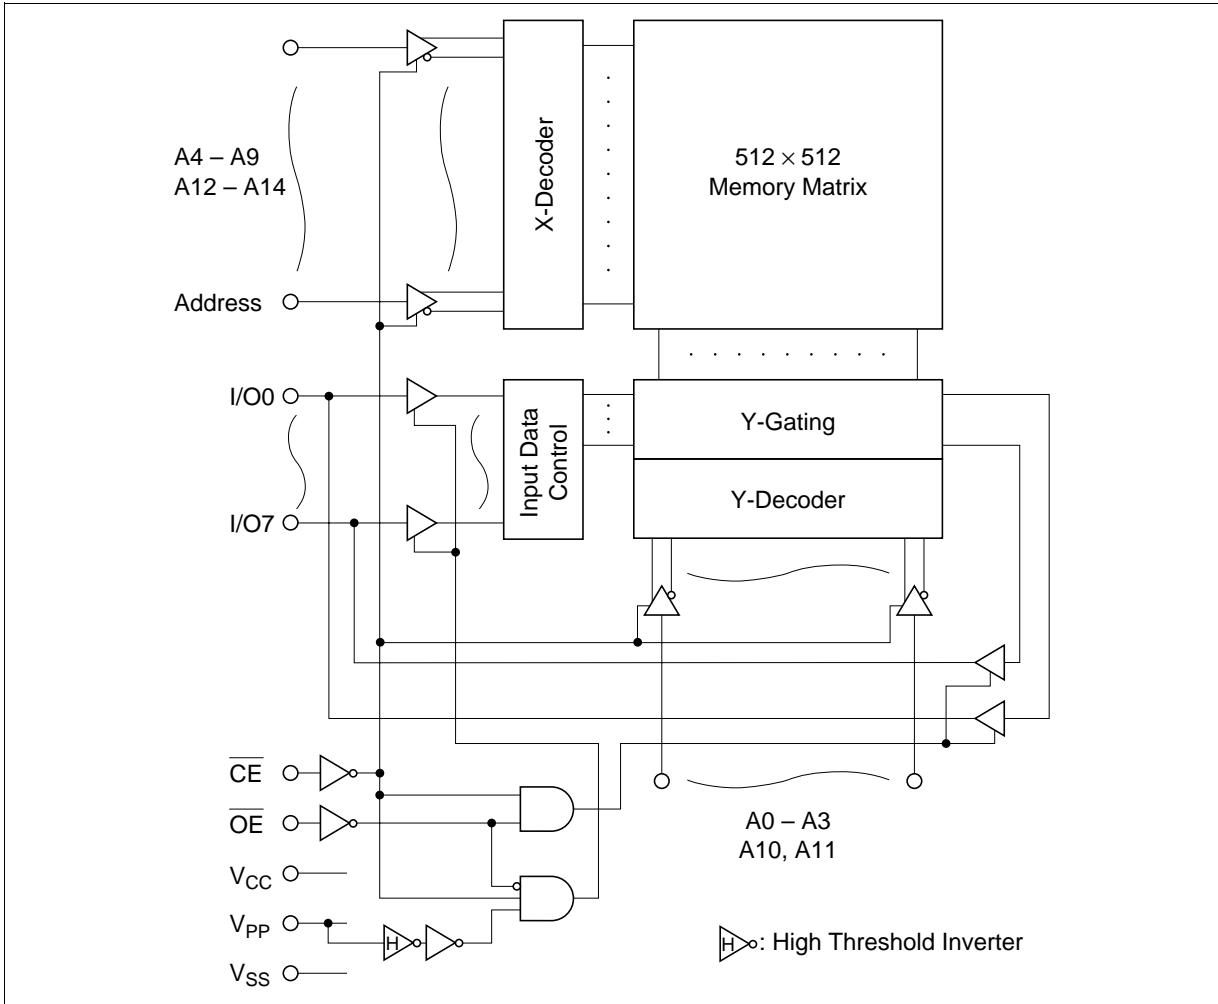 A4 – A9
A12 – A14
Address
X-Decoder
512 × 512
Memory Matrix
I/O0
I/O7
Input Data
Control
Y-Gating
Y-Decoder
CE
OE
VCC
VPP
VSS
H
A0 – A3
A10, A11
H : High Threshold Inverter